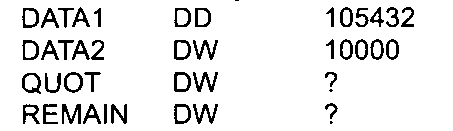 DATA1 DD 105432
DATA2 DW 10000
QUOT DW ?
REMAIN DW ?